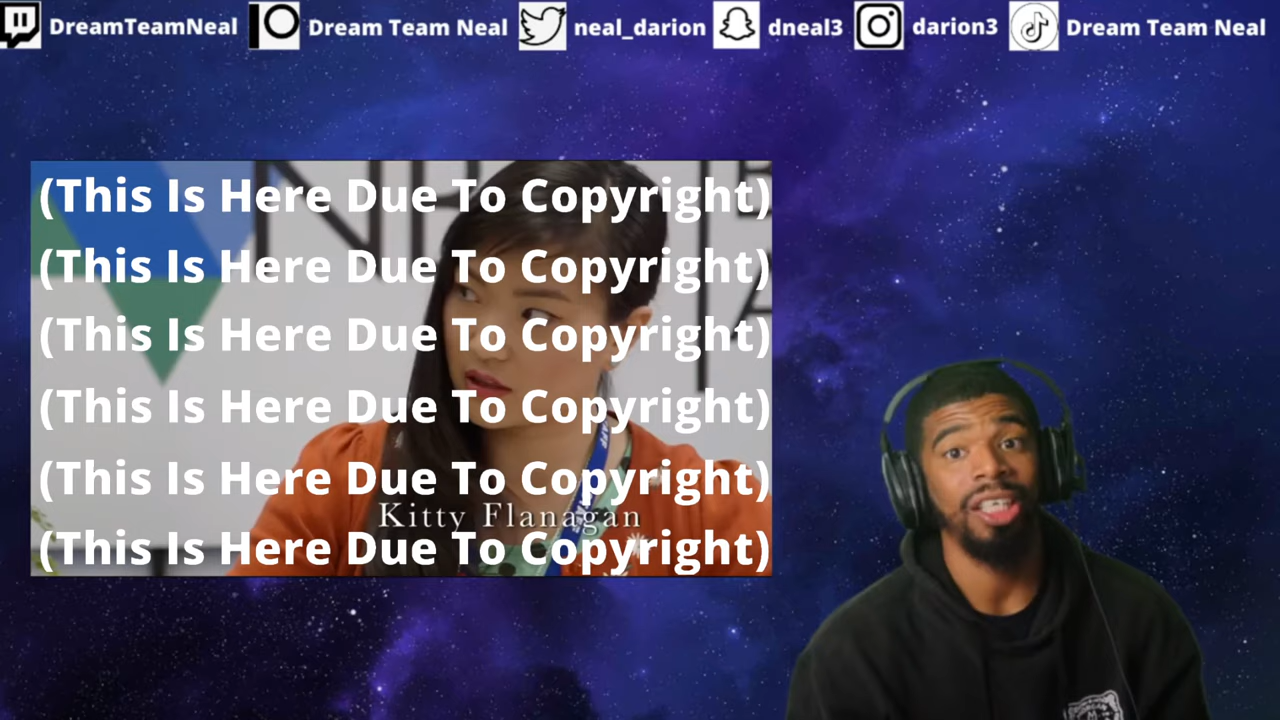 DreamTeamNeal Dream Team Neal neal_darion dneal3 darion3 Dream Team Neal
(This Is Here Due To Copyright)
(This Is Here Due To Copyright)
(This Is Here Due To Copyright)
(This Is Here Due To Copyright)
(This Is Here Due To Copyright)
Kitty Flanagan
(This Is Here Due To Copyright)